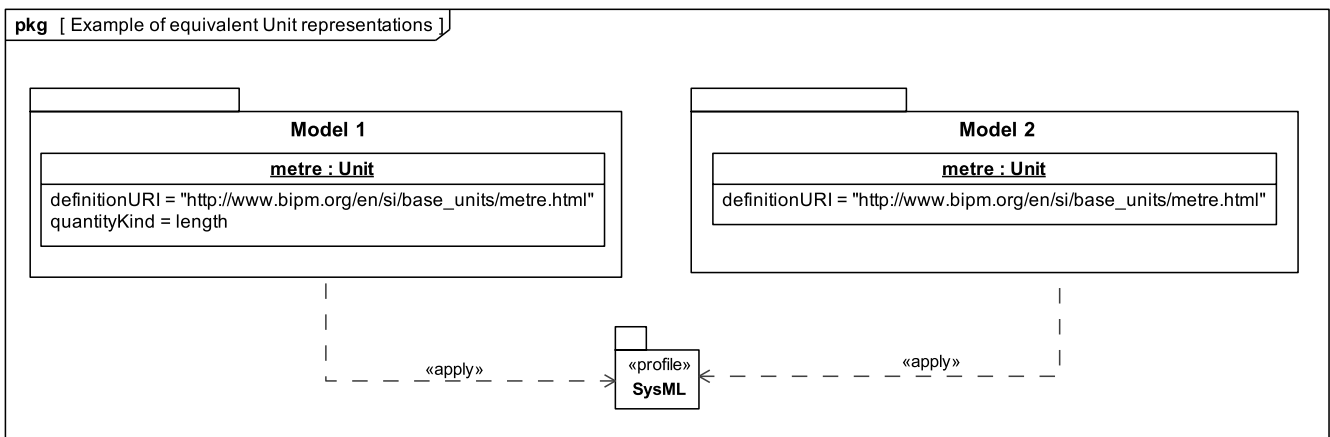 pkg [ Example of equivalent Unit representations ]
Model 1
metre : Unit
definitionURI = "http://www.bipm.org/en/si/base_units/metre.html"
quantityKind = length
Model 2
metre : Unit
definitionURI = "http://www.bipm.org/en/si/base_units/metre.html"
«apply»
«profile»
SysML
«apply»